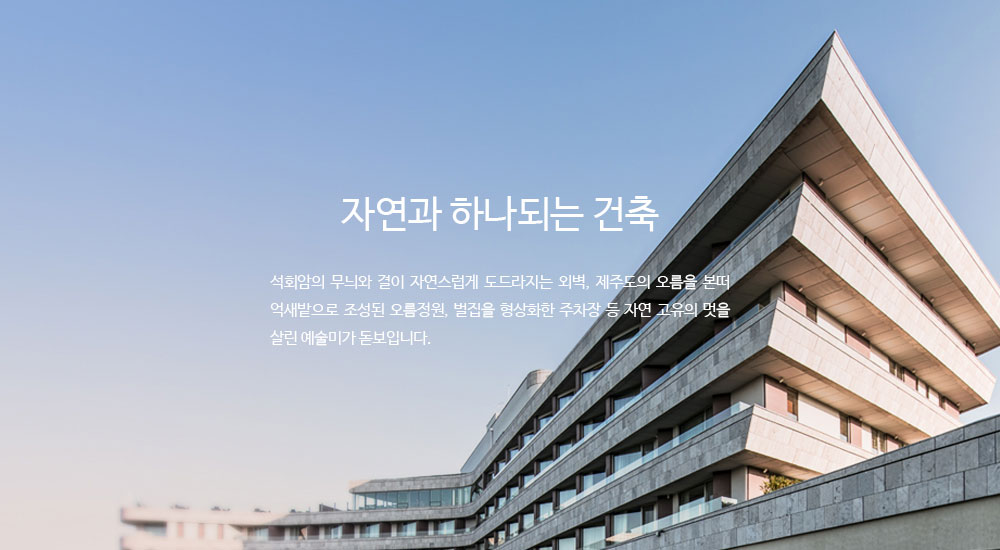 자연과 하나되는 건축
석회암의 무늬와 결이 자연스럽게 도드라지는 외벽, 제주도의 오름을 본떠
억새밭으로 조성된 오름정원, 벌집을 형상화한 주차장 등 자연 고유의 멋을
살린 예술미가 돋보입니다.